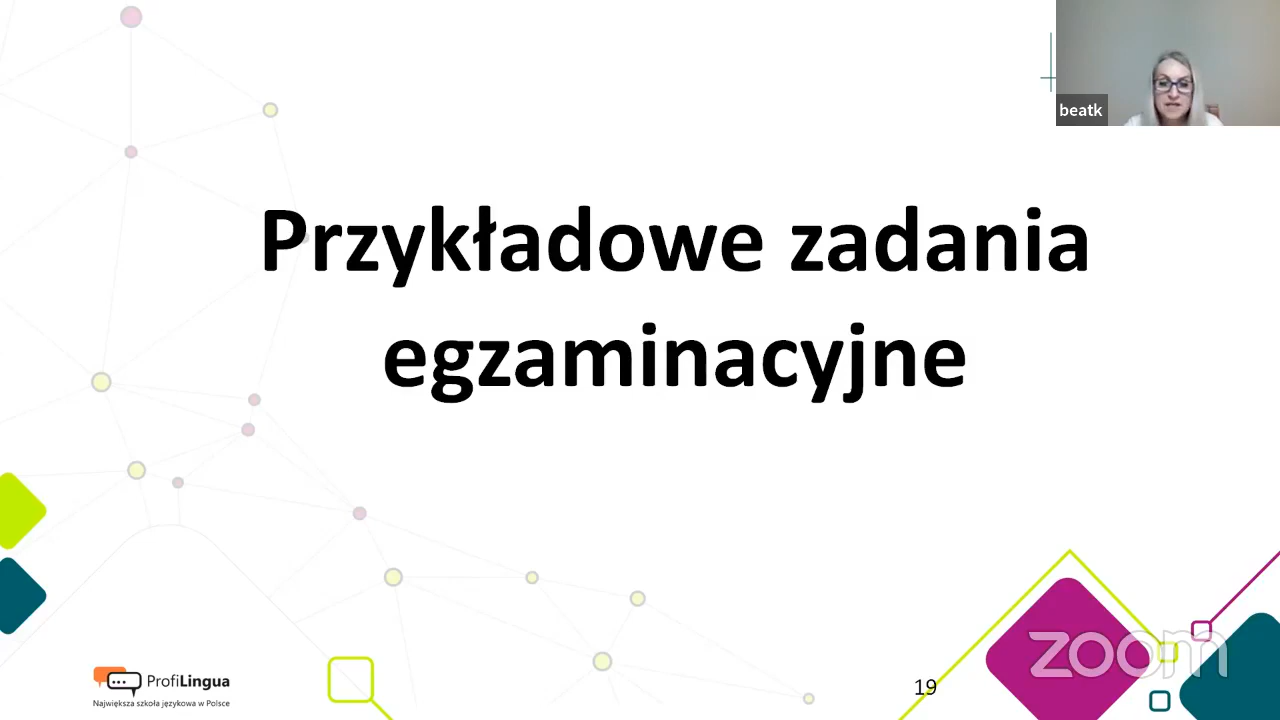 beatk
Przykładowe zadania
egzaminacyjne
ProfiLingua
Największa szkoła językowa w Polsce
19
zoom